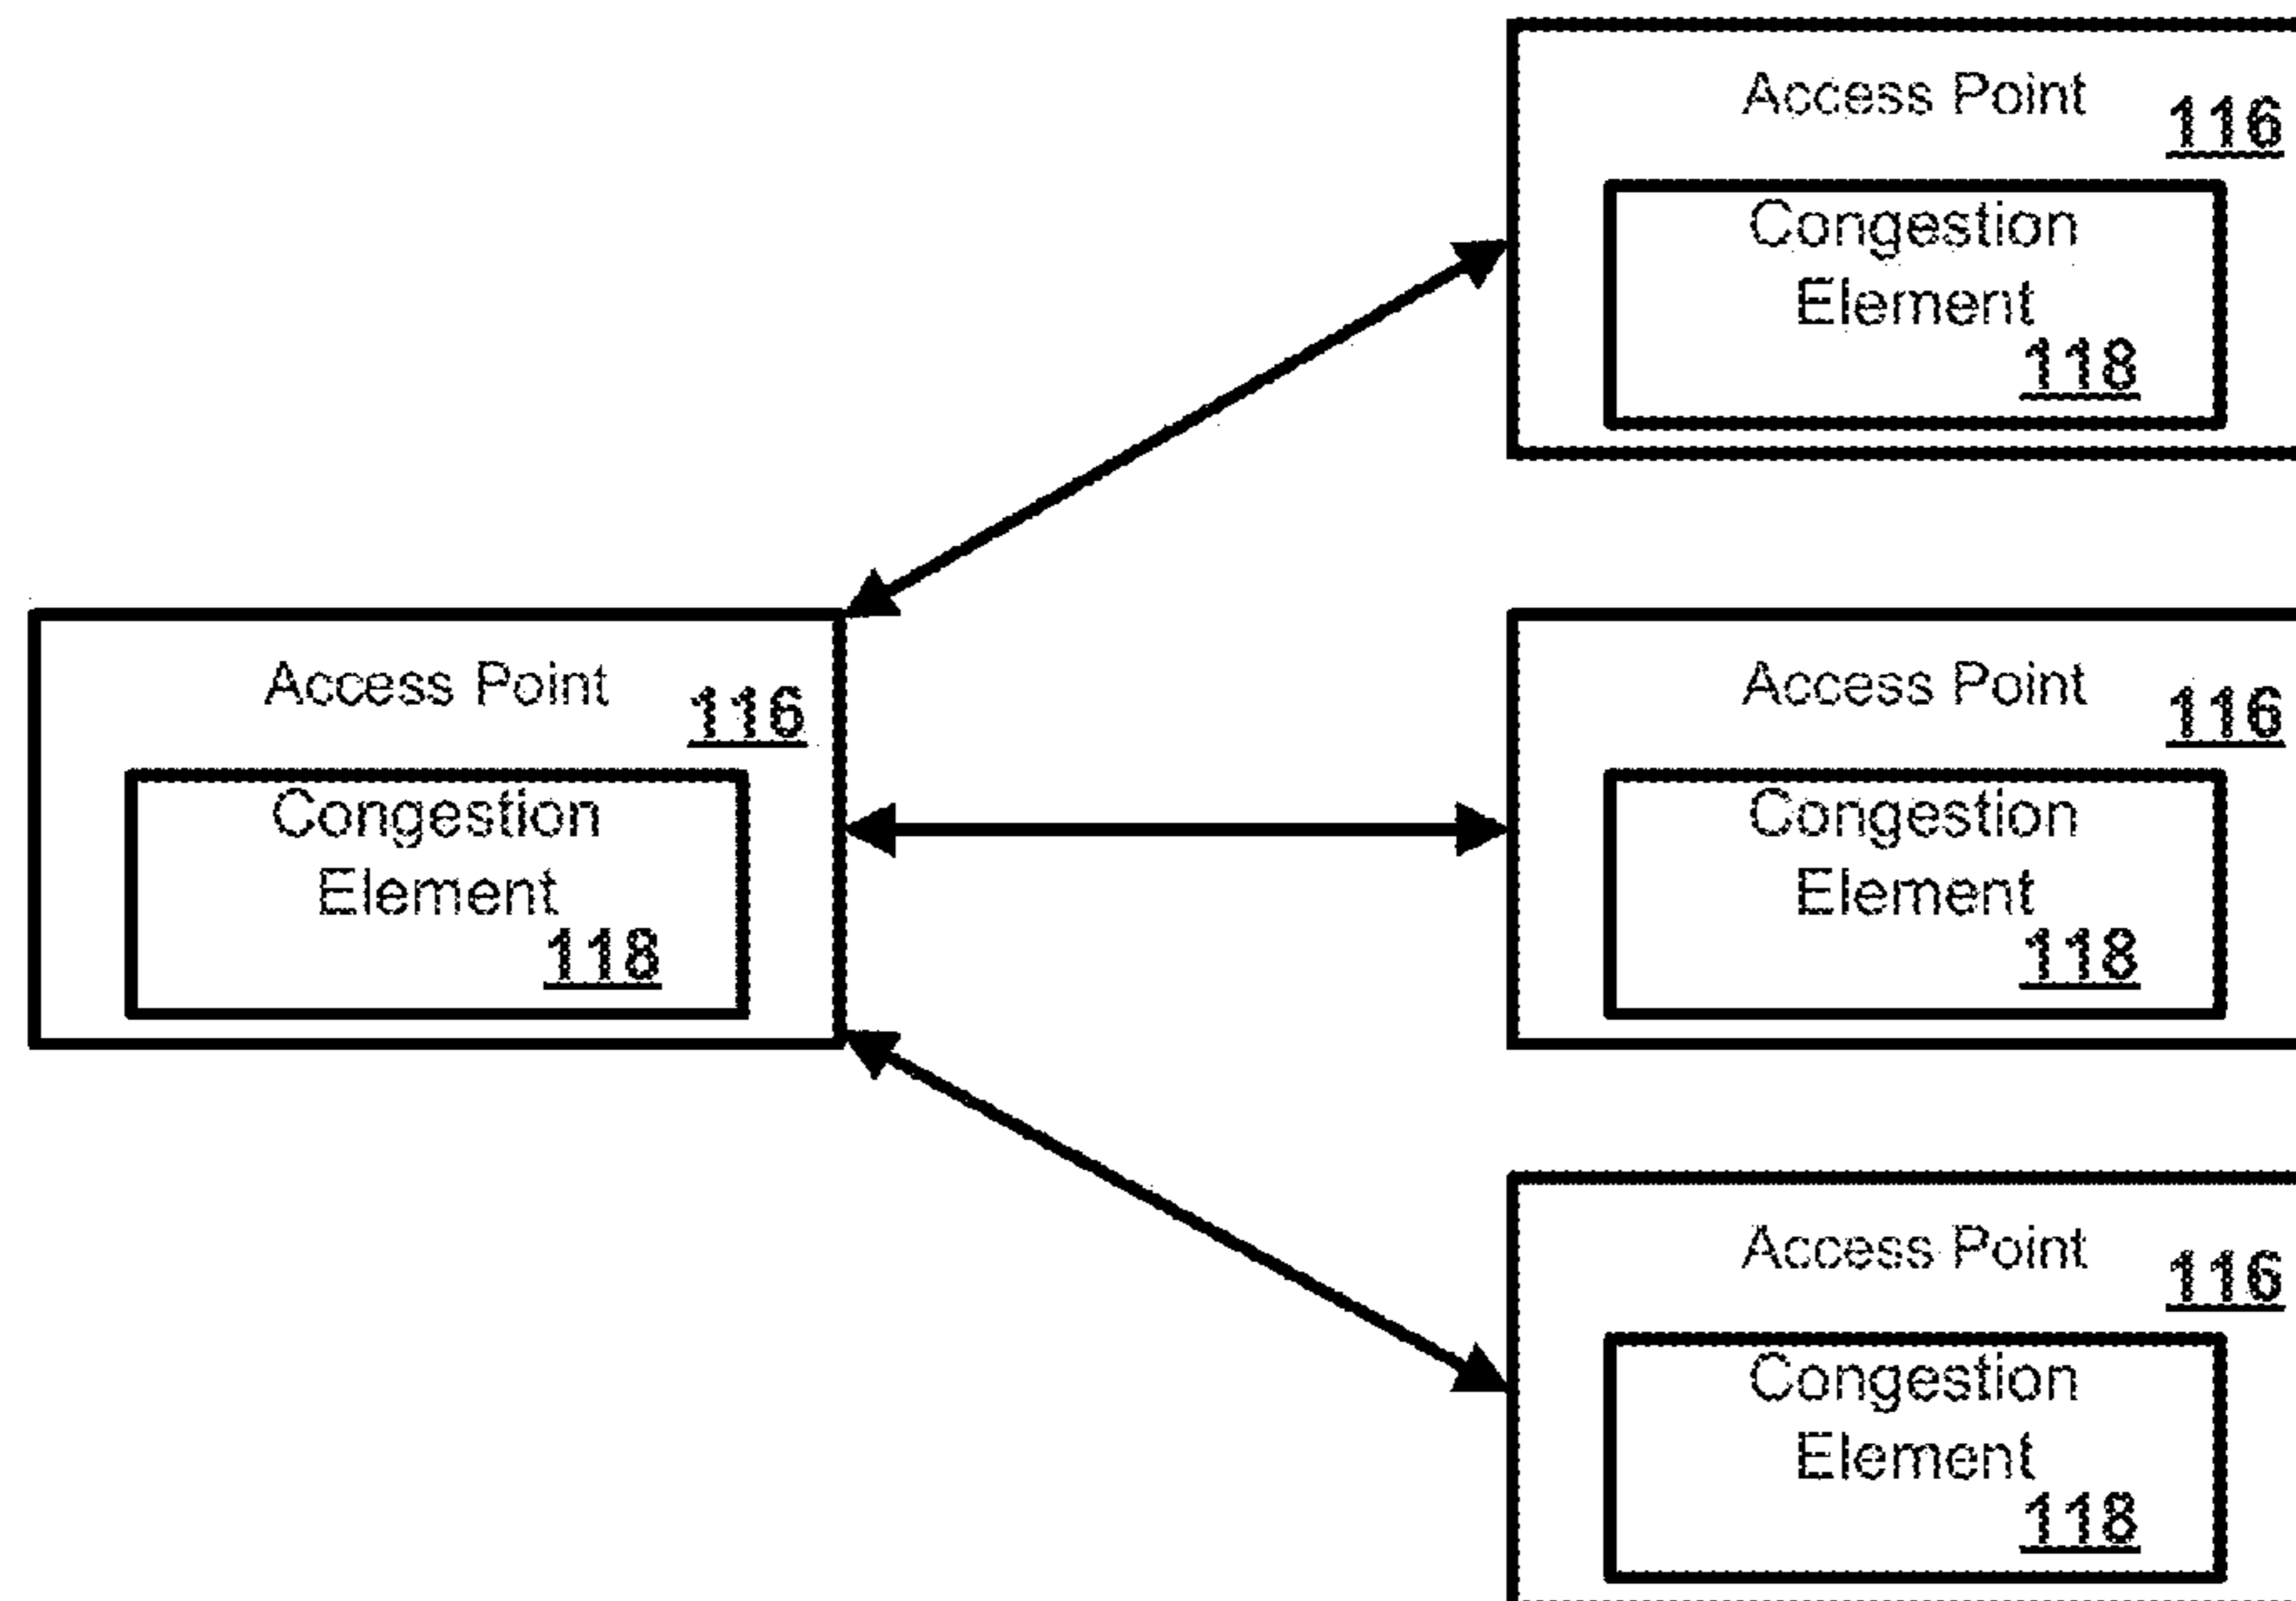 Access Point
116
Congestion
Element
118
Access Point
116
Congestion
Element
118
Access Point
116
Congestion
Element
118
Access Point
116
Congestion
Element
118